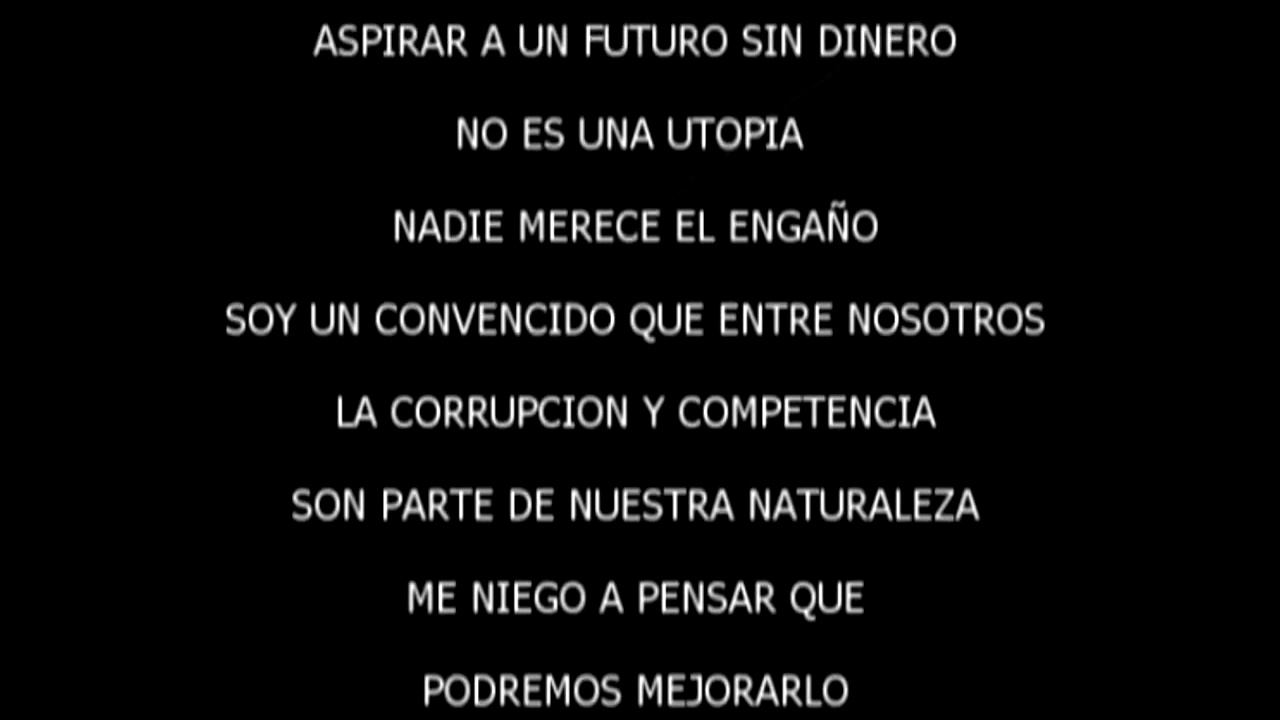 ASPIRAR A UN FUTURO SIN DINERO
NO ES UNA UTOPIA
NADIE MERECE EL ENGAÑO
SOY UN CONVENCIDO QUE ENTRE NOSOTROS
LA CORRUPCION Y COMPETENCIA
SON PARTE DE NUESTRA NATURALEZA
ME NIEGO A PENSAR QUE
PODREMOS MEJORARLO